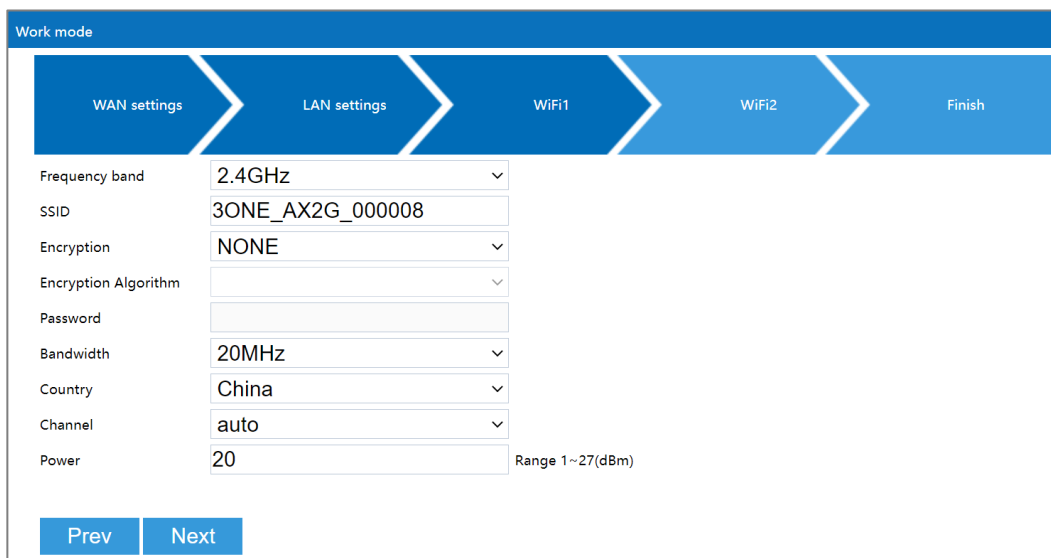 Work mode
WAN settings LAN settings WiFi1 WiFi2 Finish
Frequency band 2.4GHz
SSID 3ONE_AX2G_000008
Encryption NONE
Encryption Algorithm
Password
Bandwidth 20MHz
Country China
Channel auto
Power 20 Range 1~27(dBm)
Prev Next